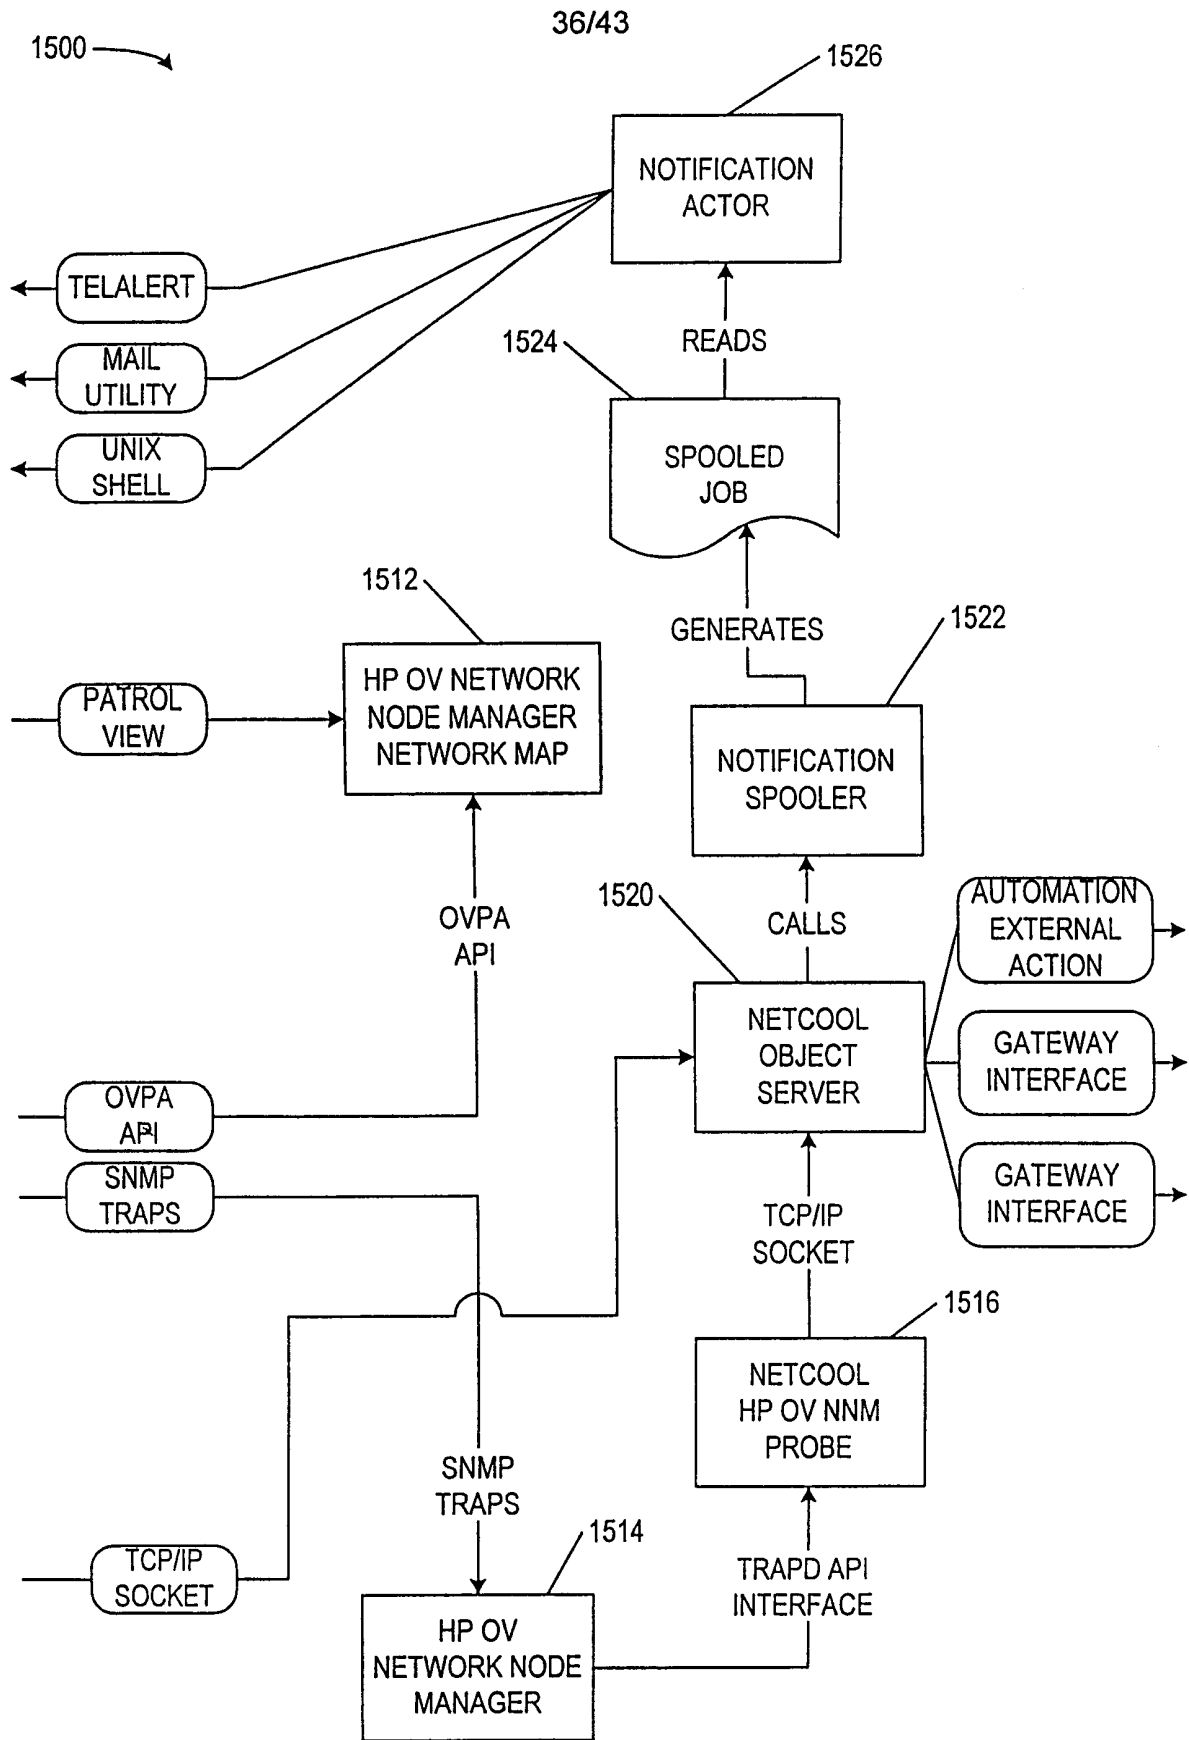 36/43
1500
1526
NOTIFICATION
ACTOR
TELALERT
MAIL
UTILITY
UNIX
SHELL
READS
1524
SPOOLED
JOB
1512
HP OV NETWORK
NODE MANAGER
NETWORK MAP
PATROL
VIEW
GENERATES
1522
NOTIFICATION
SPOOLER
OVPA
API
1520
CALLS
AUTOMATION
EXTERNAL
ACTION
NETCOOL
OBJECT
SERVER
GATEWAY
INTERFACE
GATEWAY
INTERFACE
OVPA
API
SNMP
TRAPS
TCP/IP
SOCKET
1516
NETCOOL
HP OV NNM
PROBE
SNMP
TRAPS
TCP/IP
SOCKET
1514
TRAPD API
INTERFACE
HP OV
NETWORK NODE
MANAGER